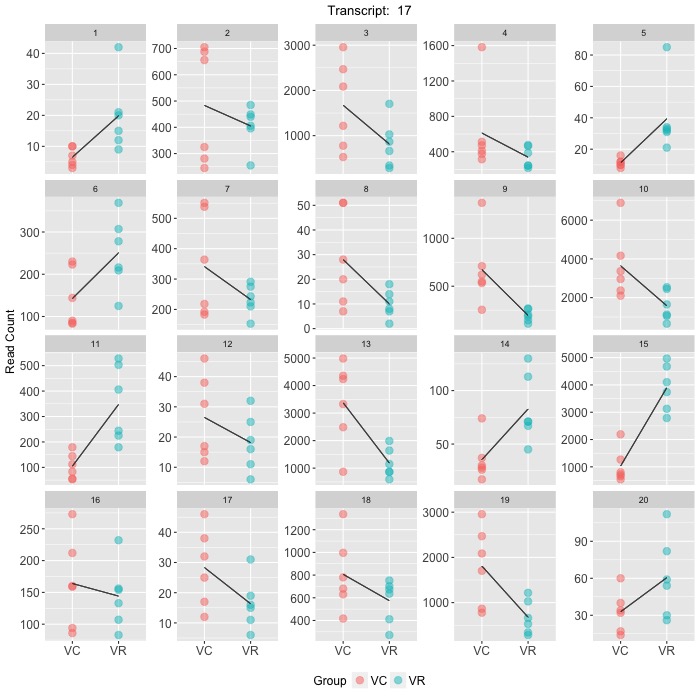 Transcript: 17
1 2 3 4 5
40 30 20 10
700 600 500 400 300
3000 2000 1000
1600 1200 800 400
80 60 40 20
6 7 8 9 10
300 200 100
500 400 300 200
50 40 30 20 10 0
1000 500
6000 4000 2000
Read Count
11 12 13 14 15
500 400 300 200 100
40 30 20 10
5000 4000 3000 2000 1000 0
100 50
5000 4000 3000 2000 1000
16 17 18 19 20
250 200 150 100
40 30 20 10
1200 1000 800 600 400
3000 2000 1000
90 60 30
VC VR VC VR VC VR VC VR VC VR
Group VC VR